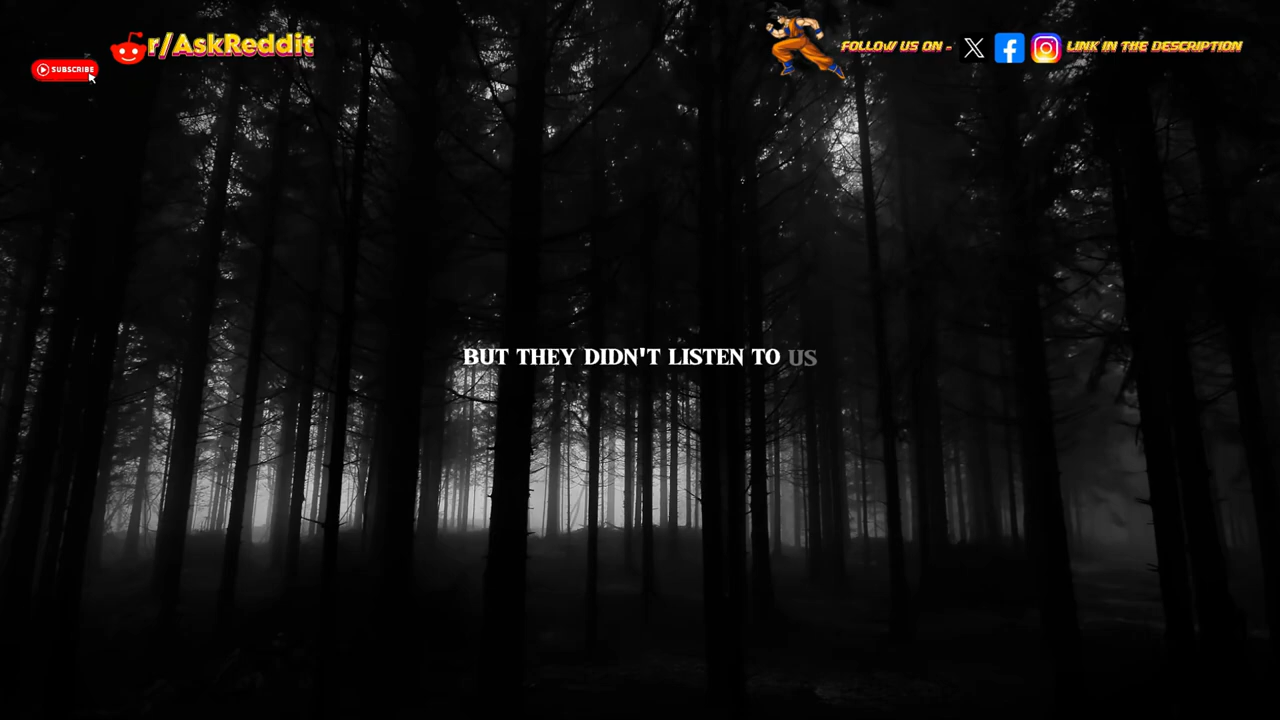 r/AskReddit
SUBSCRIBE
FOLLOW US ON -
LINK IN THE DESCRIPTION
BUT THEY DIDN'T LISTEN TO US